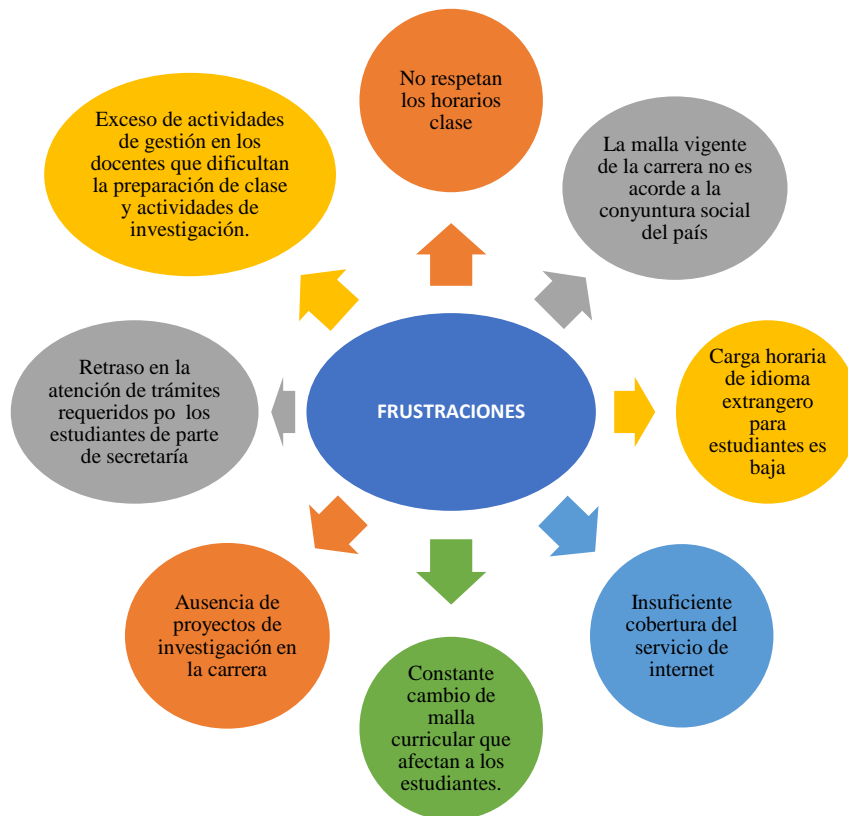 No respetan
los horarios
clase
La malla vigente
de la carrera no es
acorde a la
conyuntura social
del país
Carga horaria
de idioma
extrangero
para
estudiantes es
baja
Insuficiente
cobertura del
servicio de
internet
Constante
cambio de
malla
curricular que
afectan a los
estudiantes.
Ausencia de
proyectos de
investigación en
la carrera
Retraso en la
atención de trámites
requeridos po  los
estudiantes de parte
de secretaría
Exceso de actividades
de gestión en los
docentes que dificultan
la preparación de clase
y actividades de
investigación.
FRUSTRACIONES